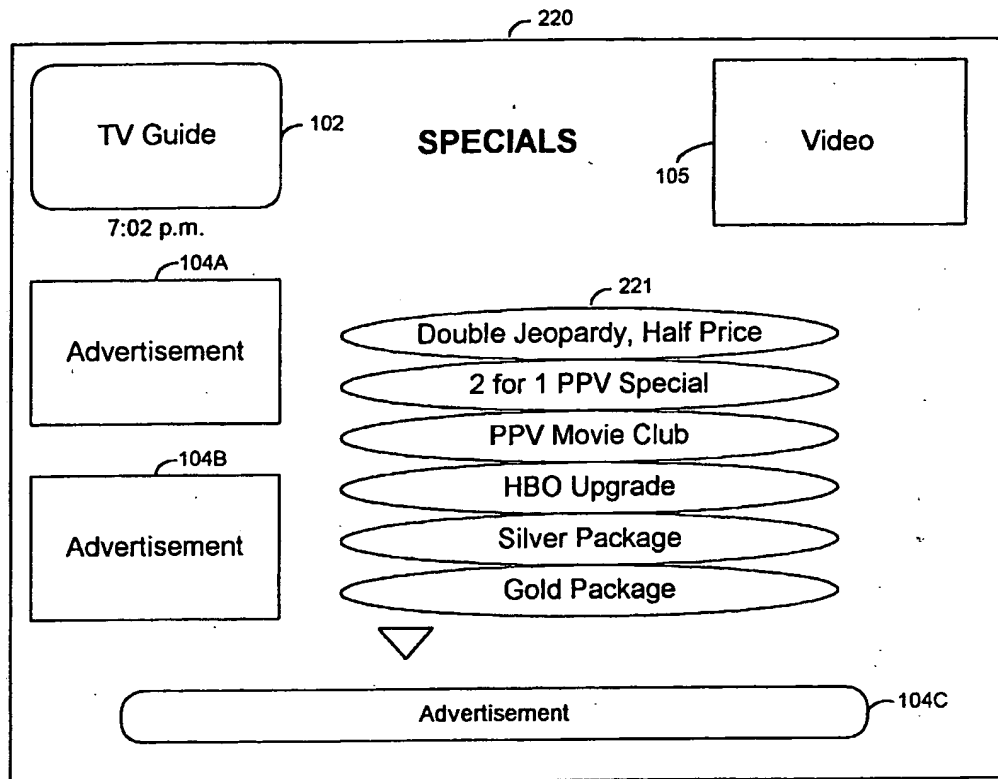 220
TV Guide
102
SPECIALS
105
Video
7:02 p.m.
104A
Advertisement
104B
Advertisement
221
Double Jeopardy, Half Price
2 for 1 PPV Special
PPV Movie Club
HBO Upgrade
Silver Package
Gold Package
Advertisement
104C